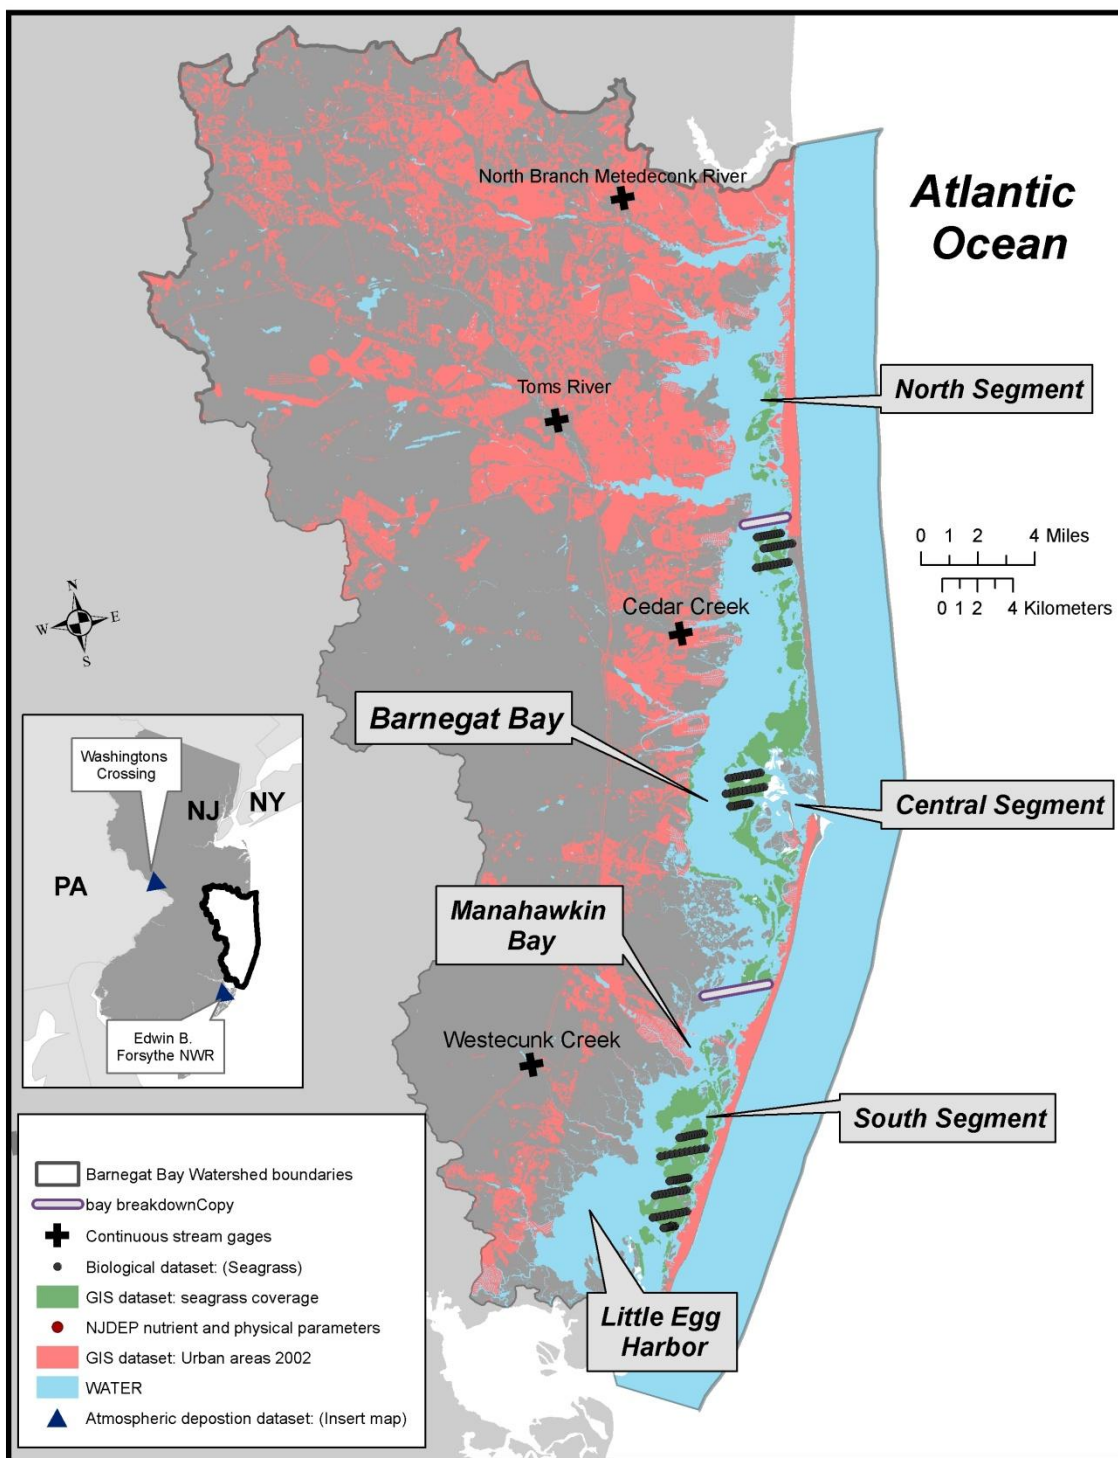 Atlantic
Ocean
North Branch Metedeconk River
North Segment
Toms River
0 1 2 4 Miles
0 1 2 4 Kilometers
Cedar Creek
N
W E
S
Barnegat Bay
Central Segment
Washingtons
Crossing
NJ
NY
PA
Edwin B.
Forsythe NWR
Manahawkin
Bay
Westecunk Creek
South Segment
Little Egg
Harbor
Barnegat Bay Watershed boundaries
bay breakdownCopy
Continuous stream gages
Biological dataset: (Seagrass)
GIS dataset: seagrass coverage
NJDEP nutrient and physical parameters
GIS dataset: Urban areas 2002
WATER
Atmospheric depostion dataset: (Insert map)